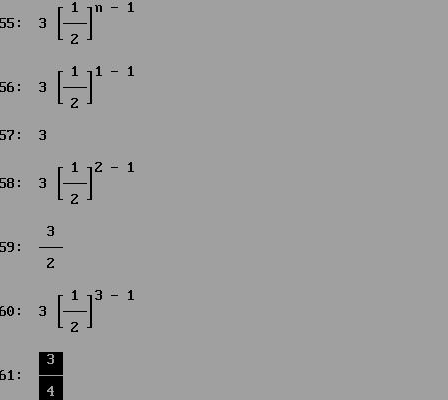 55: 3 [1/2]^n - 1
56: 3 [1/2]^1 - 1
57: 3
58: 3 [1/2]^2 - 1
59: 3/2
60: 3 [1/2]^3 - 1
61: 3/4